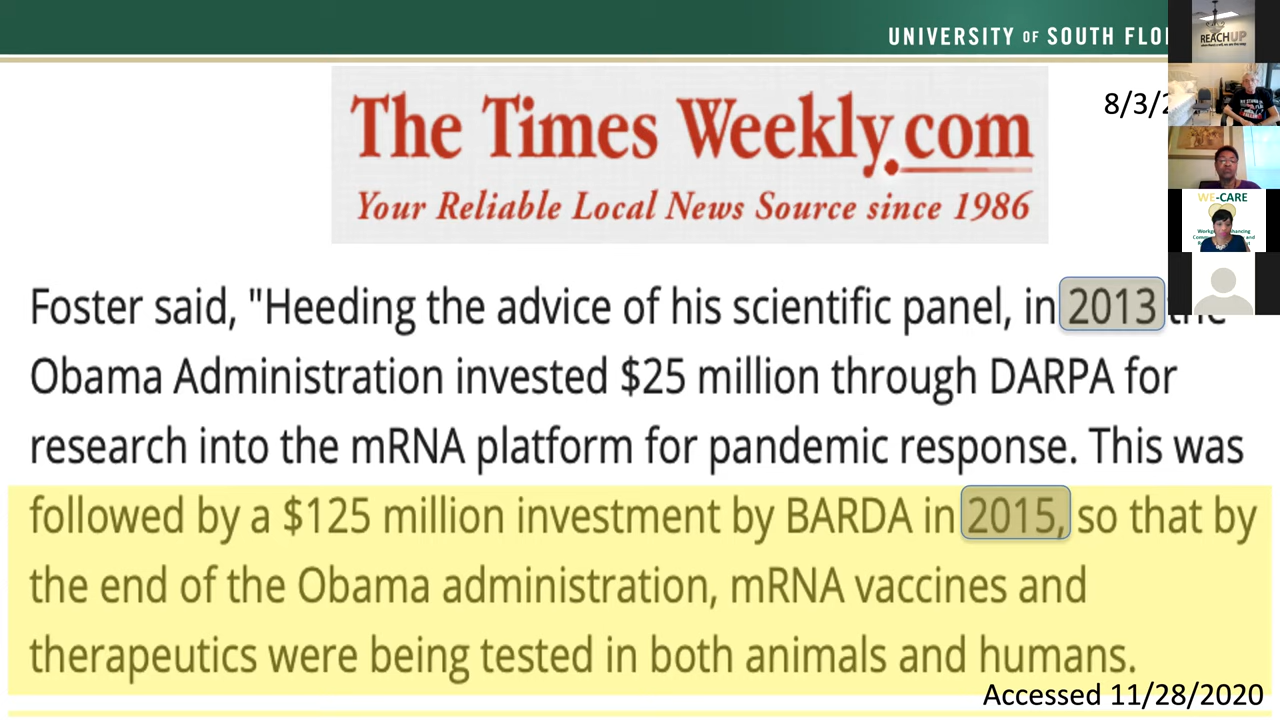 UNIVERSITY OF SOUTH FLO
REACHUP
The Times Weekly.com
8/3/2
Your Reliable Local News Source since 1986
WE-CARE
Foster said, "Heeding the advice of his scientific panel, in 2013 the
Obama Administration invested $25 million through DARPA for
research into the mRNA platform for pandemic response. This was
followed by a $125 million investment by BARDA in 2015, so that by
the end of the Obama administration, mRNA vaccines and
therapeutics were being tested in both animals and humans.
Accessed 11/28/2020